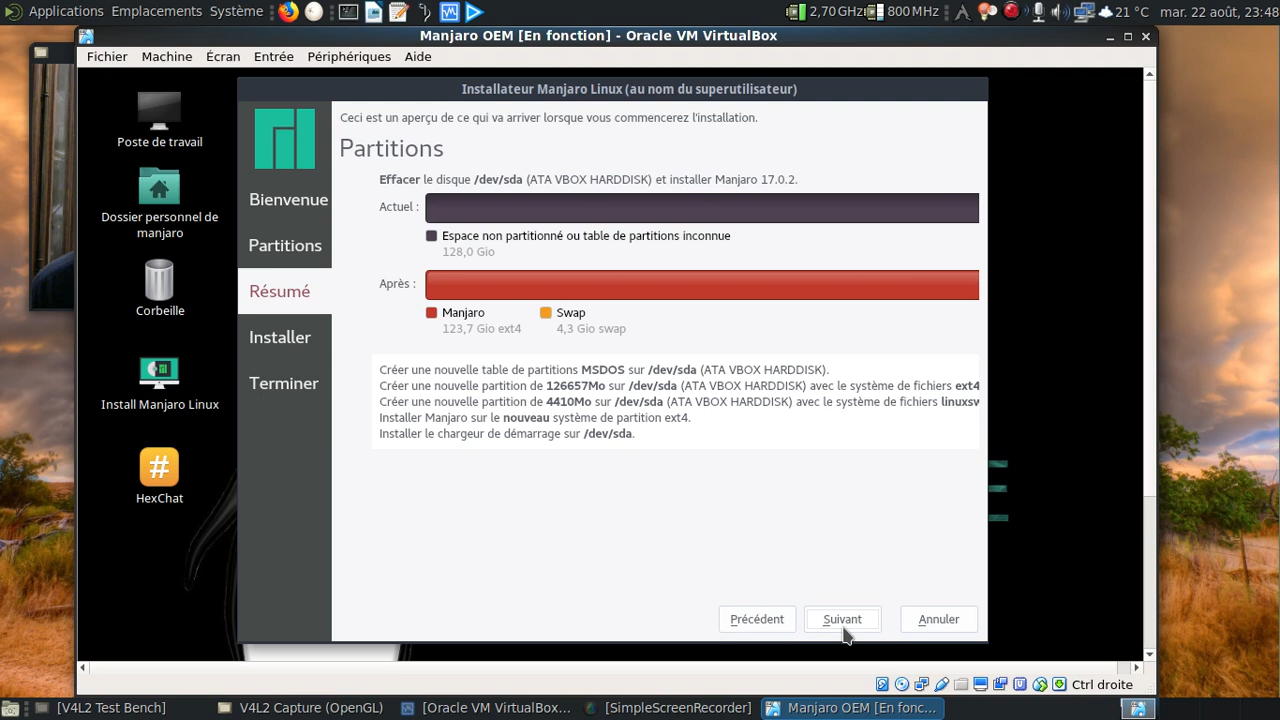 Applications Emplacements Système 2,70 GHz 800 MHz 21 °C mar. 22 août, 23:48
Manjaro OEM [En fonction] - Oracle VM VirtualBox
Fichier Machine Écran Entrée Périphériques Aide
Poste de travail
Dossier personnel de
manjaro
Corbeille
Install Manjaro Linux
HexChat
Installateur Manjaro Linux (au nom du superutilisateur)
Bienvenue
Partitions
Résumé
Installer
Terminer
Ceci est un aperçu de ce qui va arriver lorsque vous commencerez l'installation.
Partitions
Effacer le disque /dev/sda (ATA VBOX HARDDISK) et installer Manjaro 17.0.2.
Actuel :
Espace non partitionné ou table de partitions inconnue
128,0 Gio
Après :
Manjaro Swap
123,7 Gio ext4 4,3 Gio swap
Créer une nouvelle table de partitions MSDOS sur /dev/sda (ATA VBOX HARDDISK).
Créer une nouvelle partition de 126657Mo sur /dev/sda (ATA VBOX HARDDISK) avec le système de fichiers ext4
Créer une nouvelle partition de 4410Mo sur /dev/sda (ATA VBOX HARDDISK) avec le système de fichiers linuxsw
Installer Manjaro sur le nouveau système de partition ext4.
Installer le chargeur de démarrage sur /dev/sda.
Précédent Suivant Annuler
Ctrl droite
[V4L2 Test Bench] V4L2 Capture (OpenGL) [Oracle VM VirtualBox... [SimpleScreenRecorder] Manjaro OEM [En fonc...